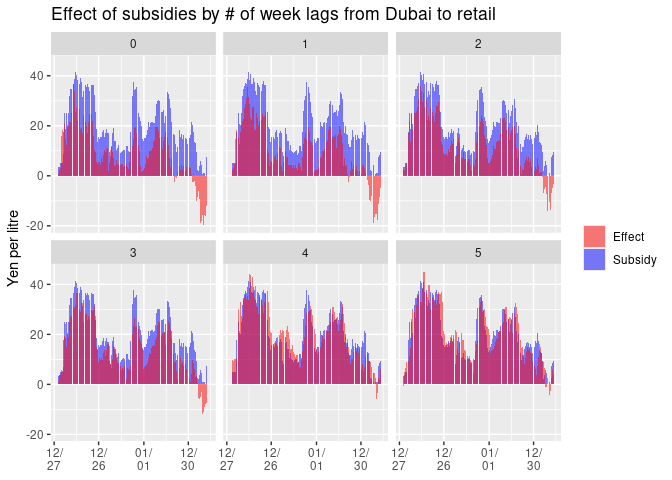 Effect of subsidies by # of week lags from Dubai to retail
0 1 2
40
20
0
-20
3 4 5
40
20
0
-20
12/ 12/ 01/ 12/ 12/ 12/ 01/ 12/ 12/ 12/ 01/ 12/
27 26 01 30 27 26 01 30 27 26 01 30
Yen per litre
Effect
Subsidy